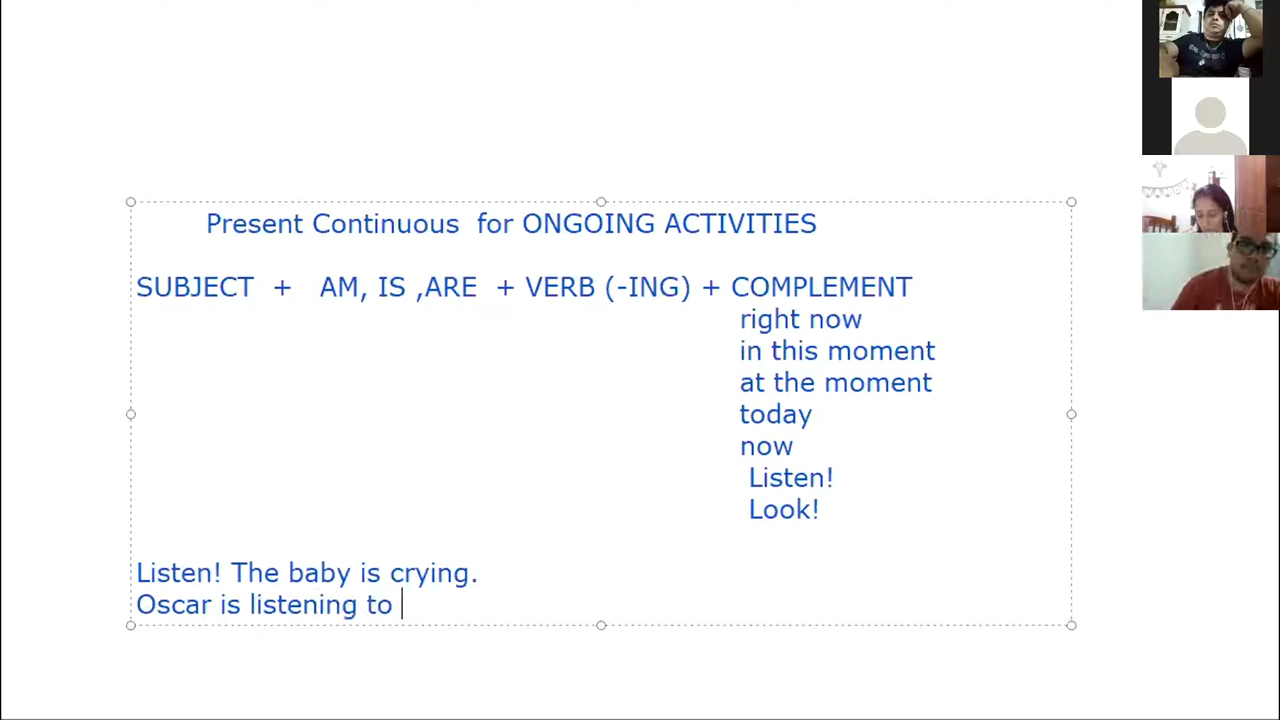 Present Continuous for ONGOING ACTIVITIES
SUBJECT + AM, IS ,ARE + VERB (-ING) + COMPLEMENT
right now
in this moment
at the moment
today
now
Listen!
Look!
Listen! The baby is crying.
Oscar is listening to